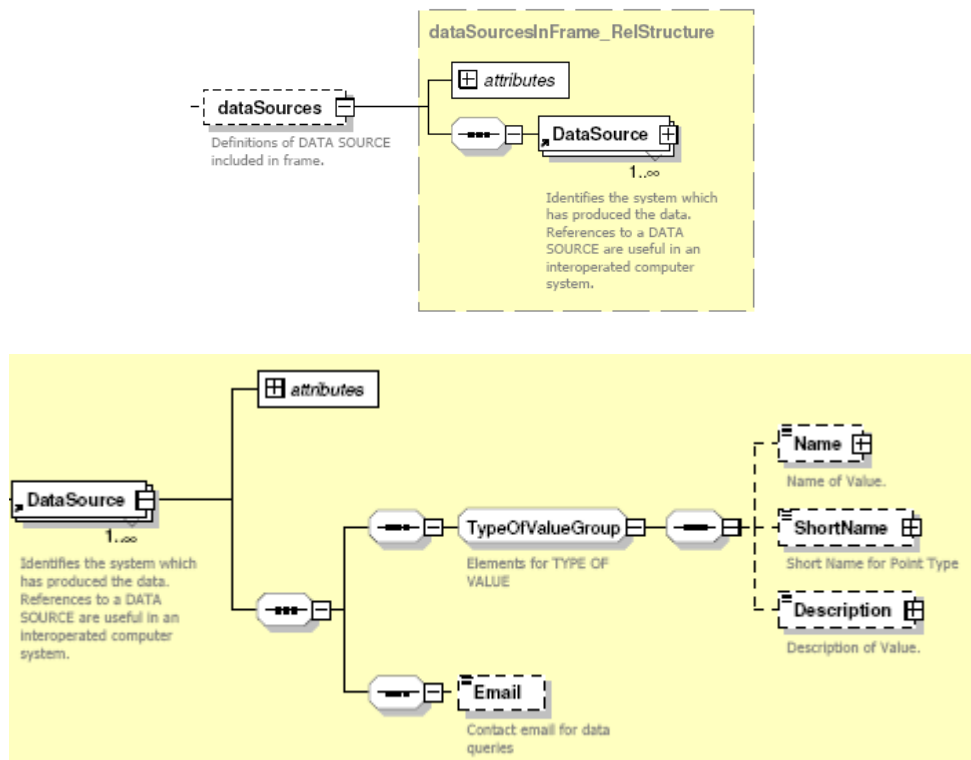 dataSourcesInFrame_RelStructure
attributes
dataSources
Definitions of DATA SOURCE
included in frame.
DataSource
1..∞
Identifies the system which
has produced the data.
References to a DATA
SOURCE are useful in an
interoperated computer
system.
attributes
DataSource
1..∞
Identifies the system which
has produced the data.
References to a DATA
SOURCE are useful in an
interoperated computer
system.
TypeOfValueGroup
Elements for TYPE OF
VALUE
Name
Name of Value.
ShortName
Short Name for Point Type
Description
Description of Value.
Email
Contact email for data
queries